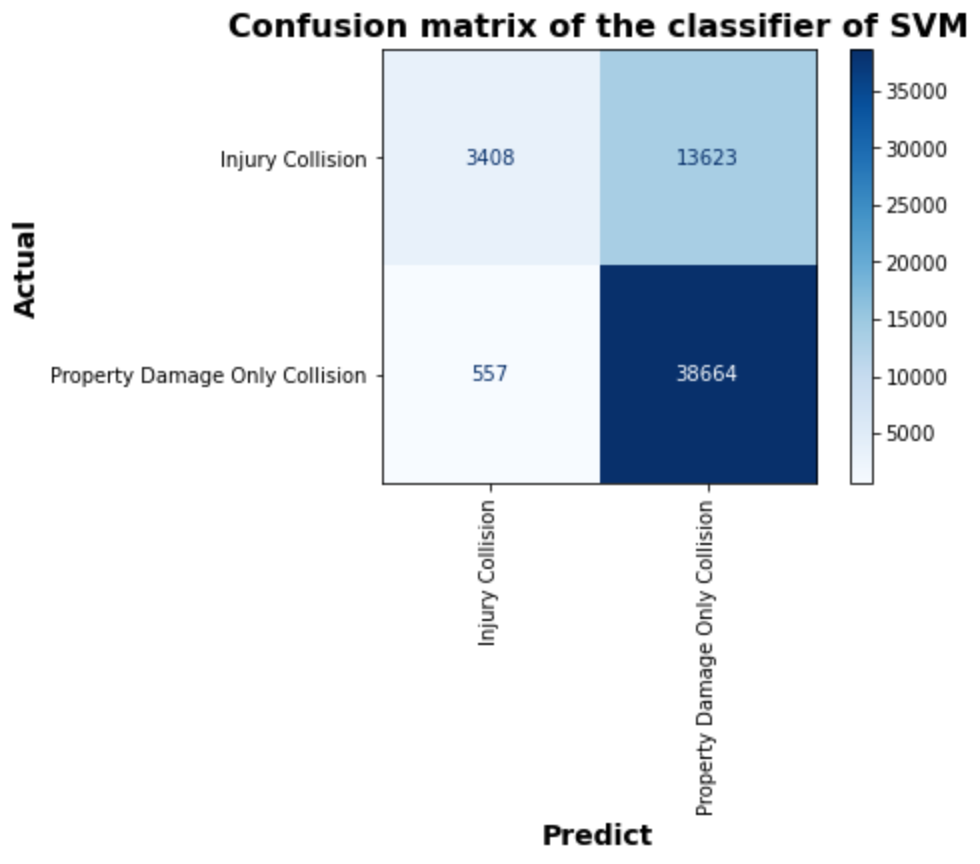 Confusion matrix of the classifier of SVM
Actual
Injury Collision
3408
13623
Property Damage Only Collision
557
38664
35000
30000
25000
20000
15000
10000
5000
Injury Collision
Property Damage Only Collision
Predict